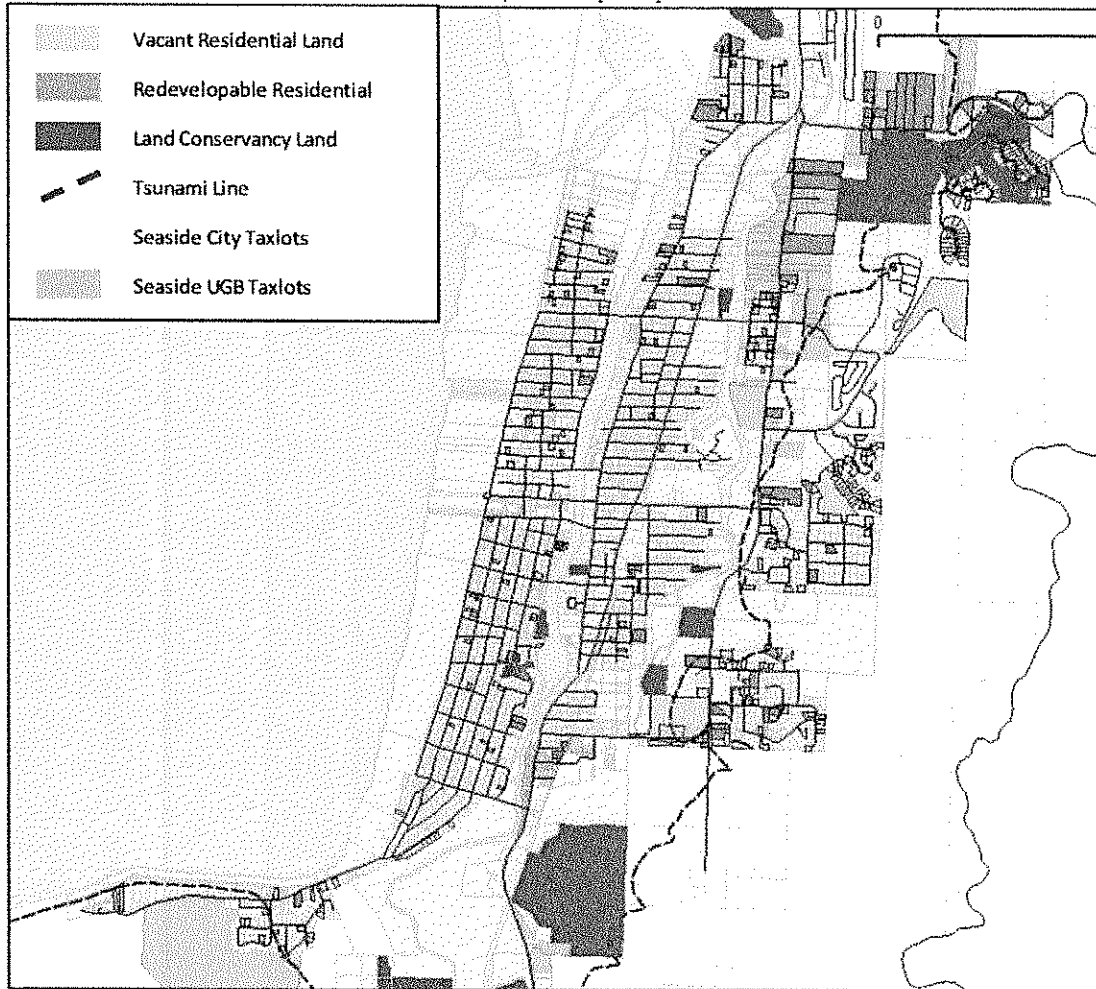 Vacant Residential Land
Redevelopable Residential
Land Conservancy Land
Tsunami Line
Seaside City Taxlots
Seaside UGB Taxlots
0